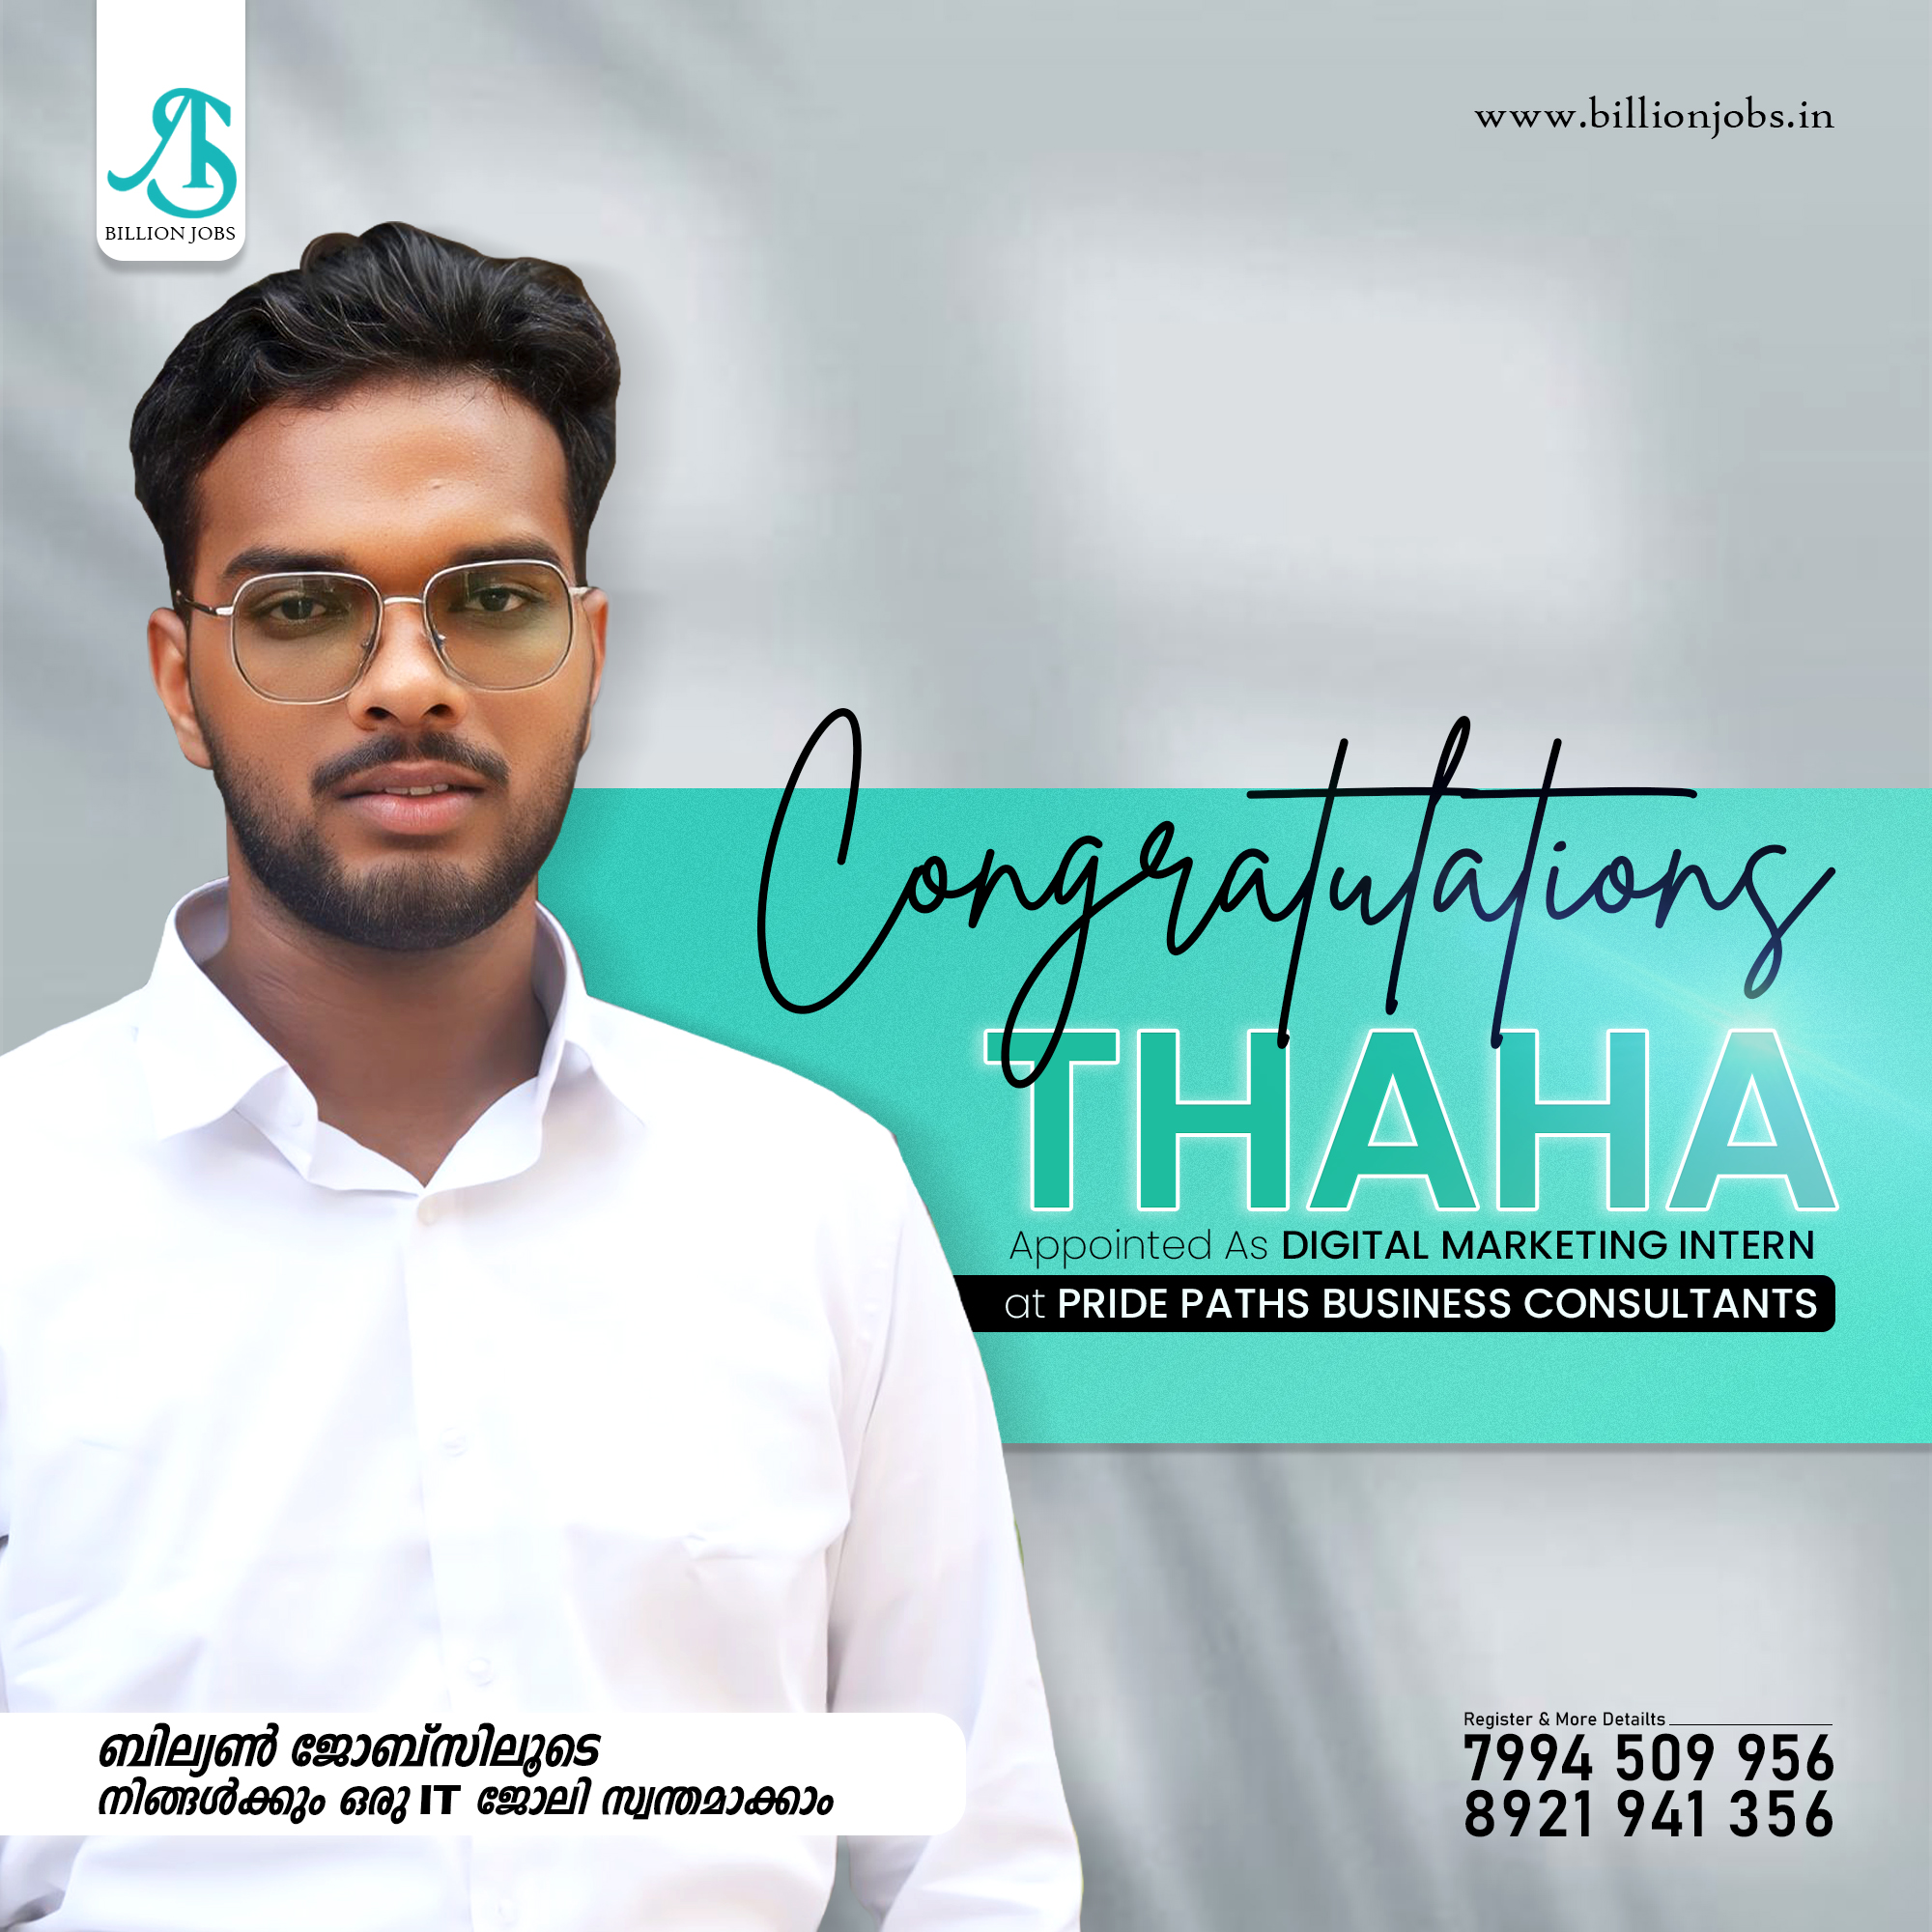 BILLION JOBS
www.billionjobs.in
Congratulations
THAHA
Appointed As DIGITAL MARKETING INTERN
at PRIDE PATHS BUSINESS CONSULTANTS
ബില്യൺ ജോബ്സിലൂടെ
നിങ്ങൾക്കും ഒരു IT ജോലി സ്വന്തമാക്കാം
Register & More Detailts
7994 509 956
8921 941 356